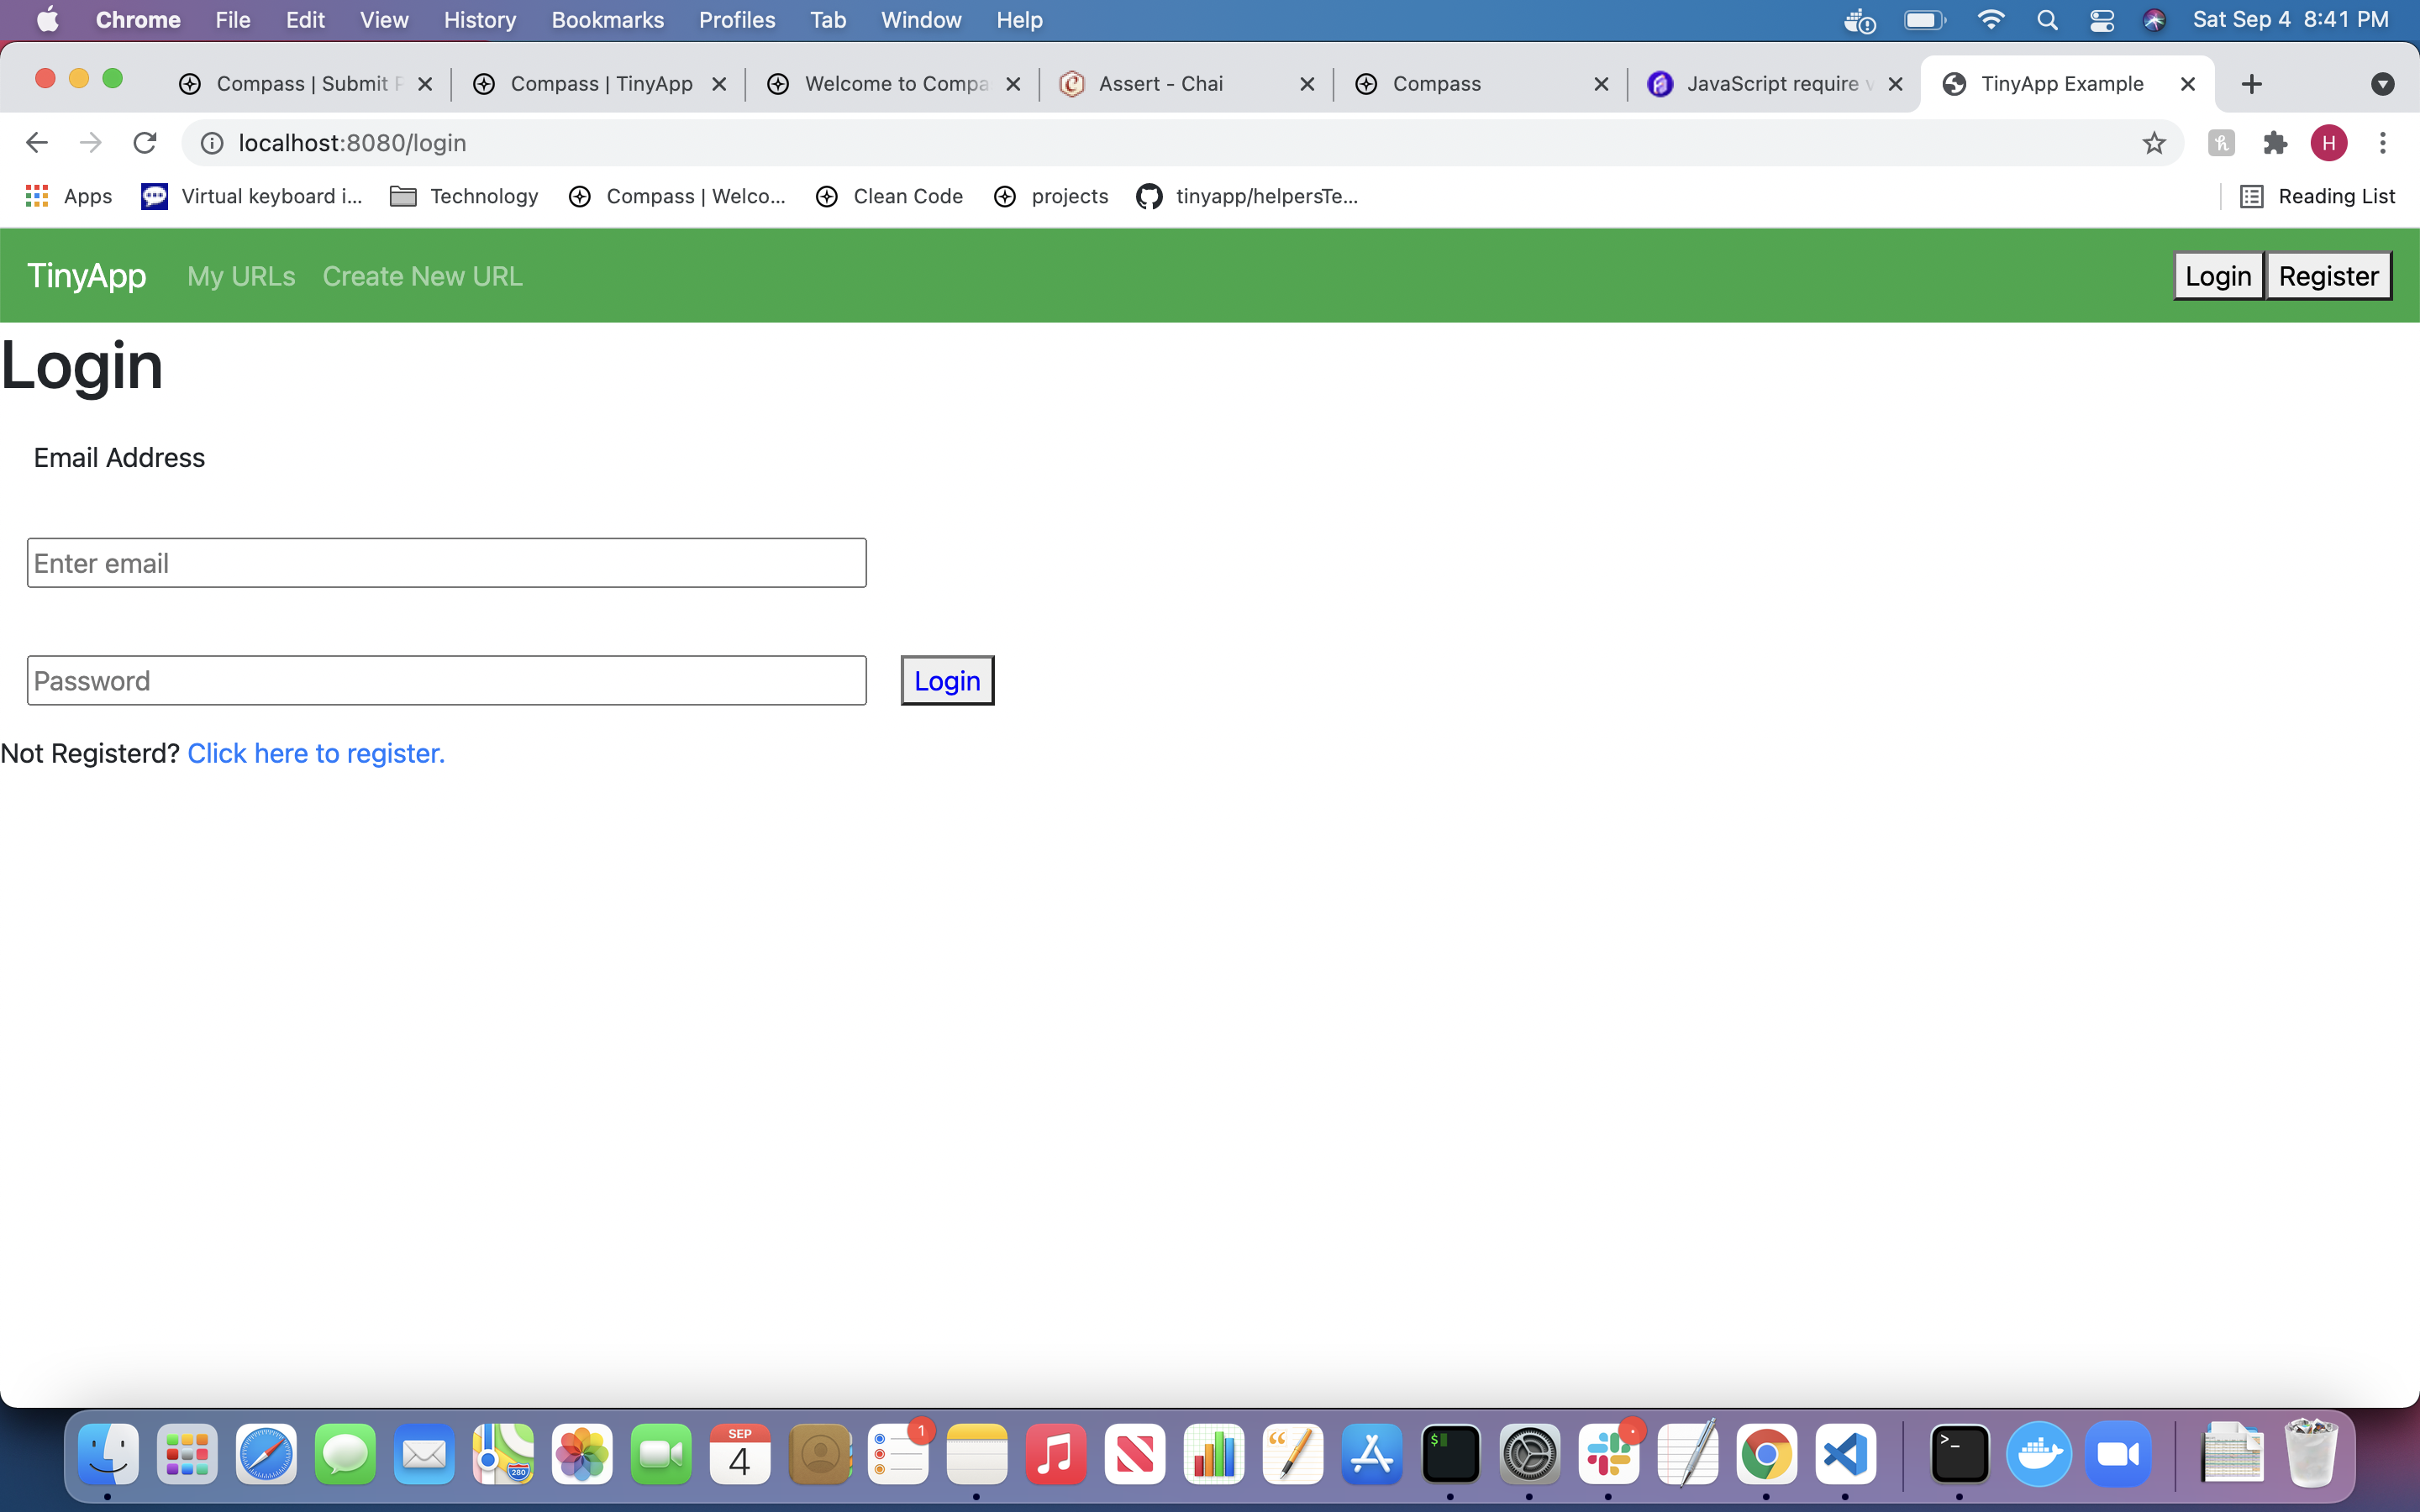 Chrome File Edit View History Bookmarks Profiles Tab Window Help Sat Sep 4 8:41 PM
Compass | Submit Compass | TinyApp Welcome to Compa Assert - Chai Compass JavaScript require TinyApp Example
localhost:8080/login H
Apps Virtual keyboard i... Technology Compass | Welco... Clean Code projects tinyapp/helpersTe... Reading List
TinyApp My URLs Create New URL Login Register
Login
Email Address
Enter email
Password Login
Not Registerd? Click here to register.
SEP 1
4
280